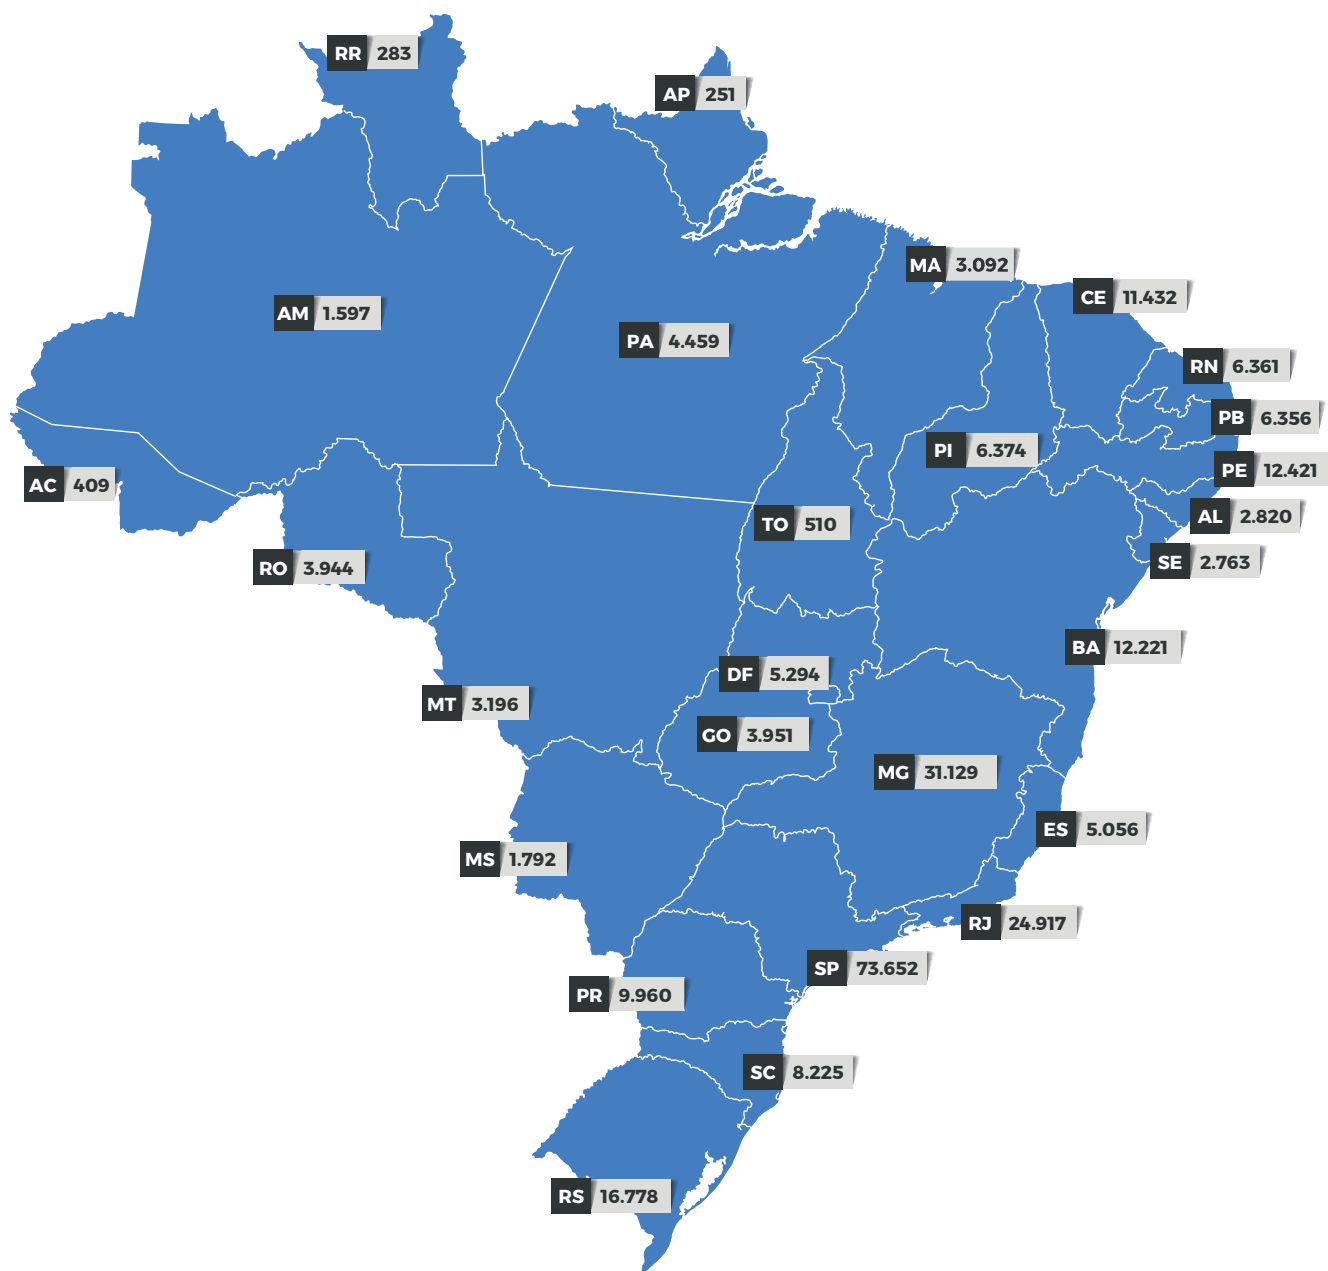 RR 283
AP 251
MA 3.092
CE 11.432
AM 1.597
PA 4.459
RN 6.361
PB 6.356
PI 6.374
PE 12.421
AC 409
AL 2.820
TO 510
SE 2.763
RO 3.944
BA 12.221
DF 5.294
MT 3.196
GO 3.951
MG 31.129
ES 5.056
MS 1.792
RJ 24.917
SP 73.652
PR 9.960
SC 8.225
RS 16.778